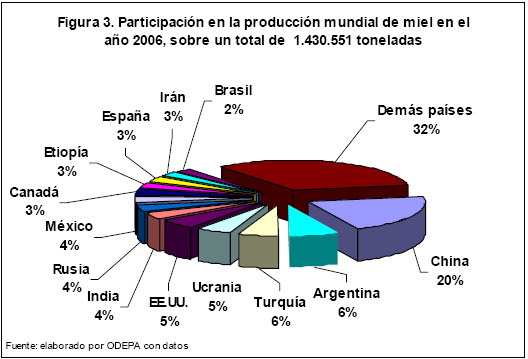 Figura 3. Participación en la producción mundial de miel en el
año 2006, sobre un total de 1.430.551 toneladas
Demás países
32%
China
20%
Argentina
6%
Turquía
6%
Ucrania
5%
EE.UU.
5%
India
4%
Rusia
4%
México
4%
Canadá
3%
Etiopía
3%
España
3%
Irán
3%
Brasil
2%
Fuente: elaborado por ODEPA con datos